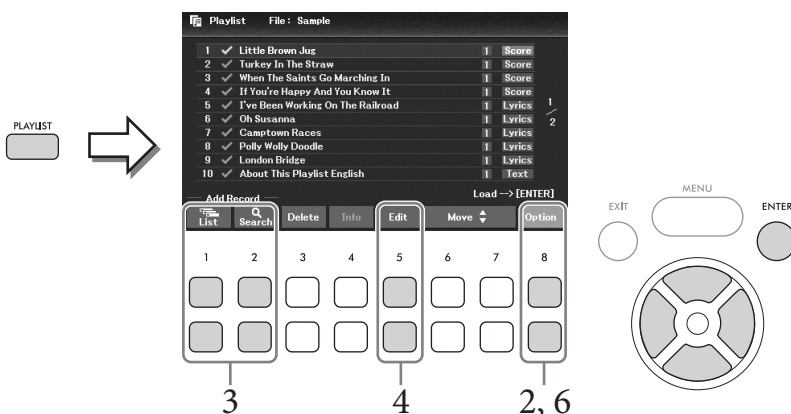 Playlist File: Sample
1 ✓ Little Brown Jug 1 Score
2 ✓ Turkey In The Straw 1 Score
3 ✓ When The Saints Go Marching In 1 Score
4 ✓ If You're Happy And You Know It 1 Score
5 ✓ I've Been Working On The Railroad 1 Lyrics
6 ✓ Oh Susanna 1 Lyrics
7 ✓ Camptown Races 1 Lyrics
8 ✓ Polly Wolly Doodle 1 Lyrics
9 ✓ London Bridge 1 Lyrics
10 ✓ About This Playlist English 1 Text
1/2
Add Record Load-->[ENTER]
List Search Delete Info Edit Move Option
PLAYLIST
1 2 3 4 5 6 7 8
EXIT MENU ENTER
3 4 2, 6